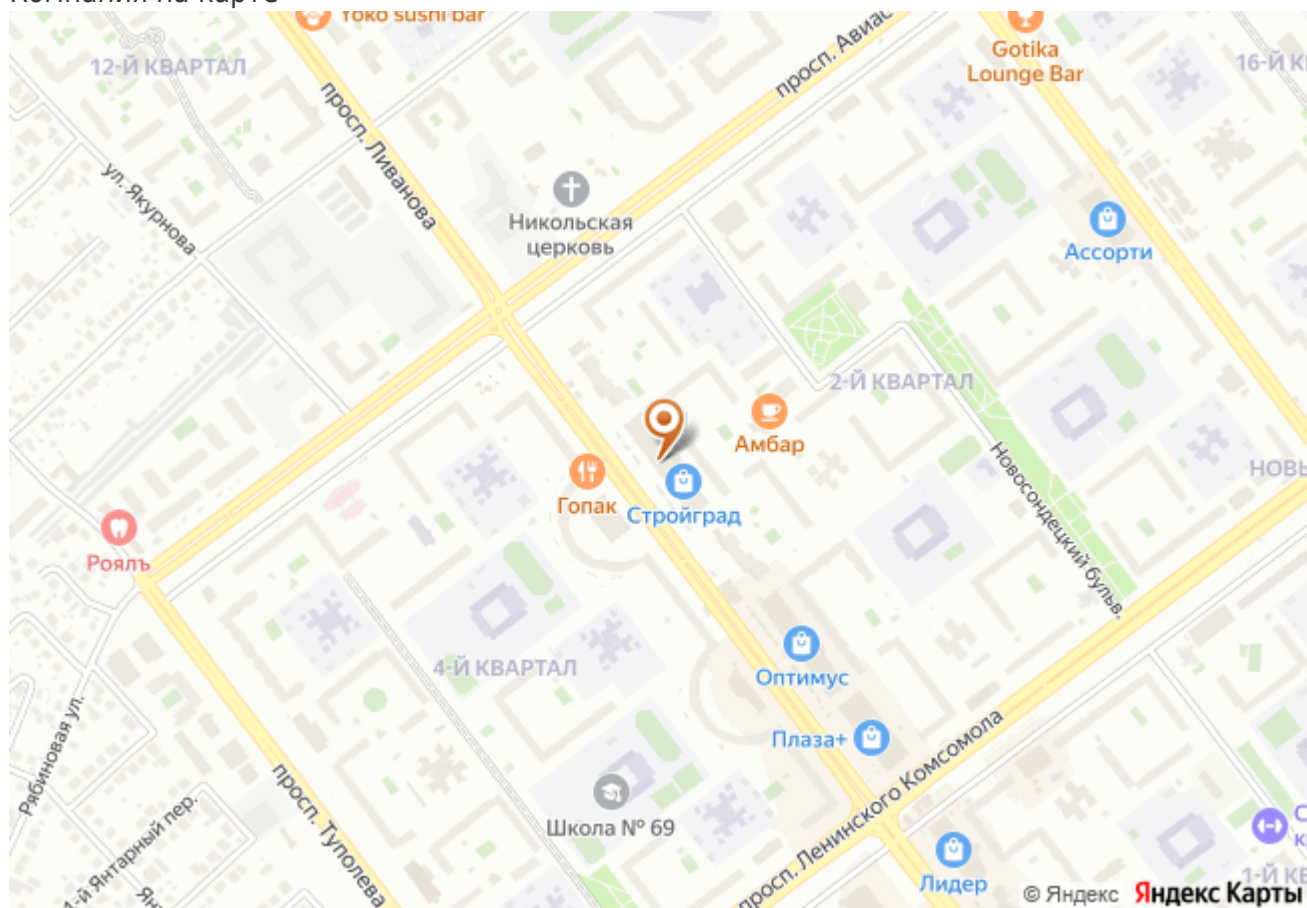 Yoko sushi bar
12-Й КВАРТАЛ
просп. Ливанова
просп. Авиас
Gotika
Lounge Bar
16-Й К
ул. Якурнова
Никольская
церковь
Ассорти
2-Й КВАРТАЛ
Амбар
Гопак
Стройград
Новосондецкий бульв.
НОВЫ
Роялъ
4-Й КВАРТАЛ
Оптимус
Плаза+
просп. Ленинского Комсомола
Рябиновая ул.
1-й Янтарный пер.
просп. Туполева
Школа № 69
Лидер
1-Й КВ
© Яндекс Яндекс Карты